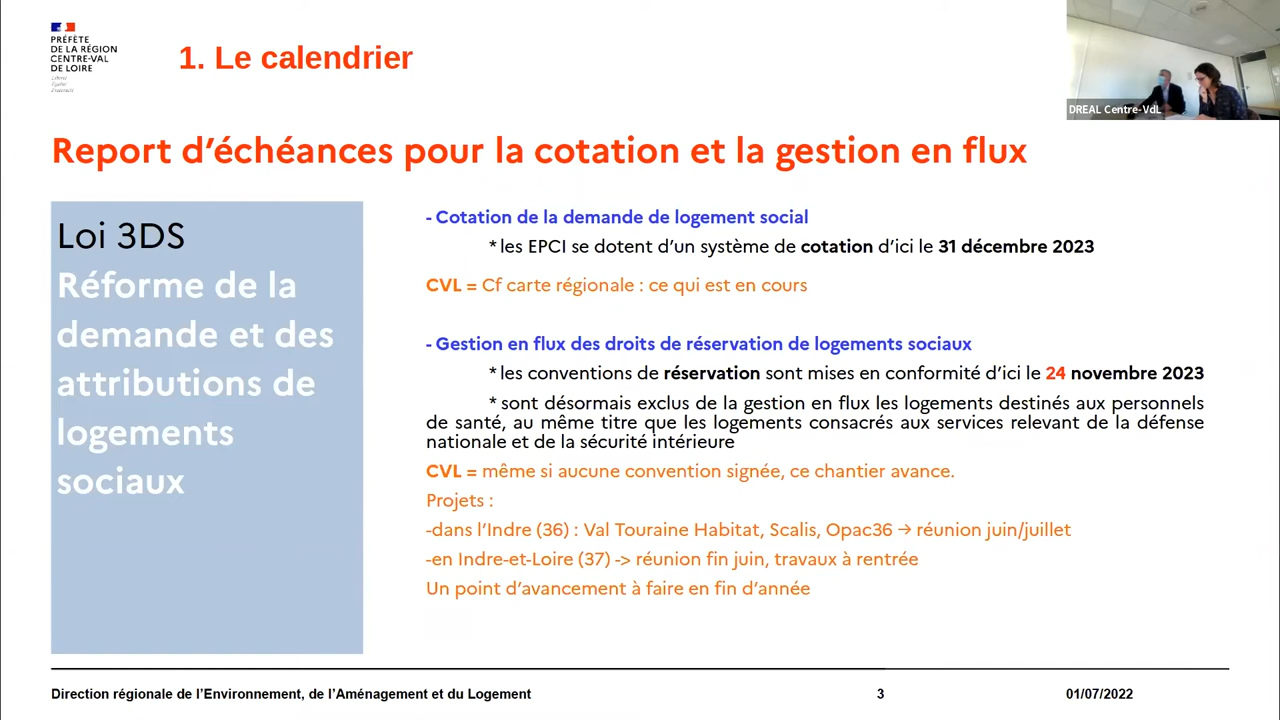 PRÉFÈTE
DE LA RÉGION
CENTRE-VAL
DE LOIRE
Liberté
Égalité
Fraternité
1. Le calendrier
DREAL Centre-VdL
Report d’échéances pour la cotation et la gestion en flux
Loi 3DS
Réforme de la
demande et des
attributions de
logements
sociaux
- Cotation de la demande de logement social
* les EPCI se dotent d’un système de cotation d’ici le 31 décembre 2023
CVL = Cf carte régionale : ce qui est en cours
- Gestion en flux des droits de réservation de logements sociaux
* les conventions de réservation sont mises en conformité d’ici le 24 novembre 2023
* sont désormais exclus de la gestion en flux les logements destinés aux personnels
de santé, au même titre que les logements consacrés aux services relevant de la défense
nationale et de la sécurité intérieure
CVL = même si aucune convention signée, ce chantier avance.
Projets :
-dans l’Indre (36) : Val Touraine Habitat, Scalis, Opac36 → réunion juin/juillet
-en Indre-et-Loire (37) -> réunion fin juin, travaux à rentrée
Un point d’avancement à faire en fin d’année
Direction régionale de l’Environnement, de l’Aménagement et du Logement
3
01/07/2022